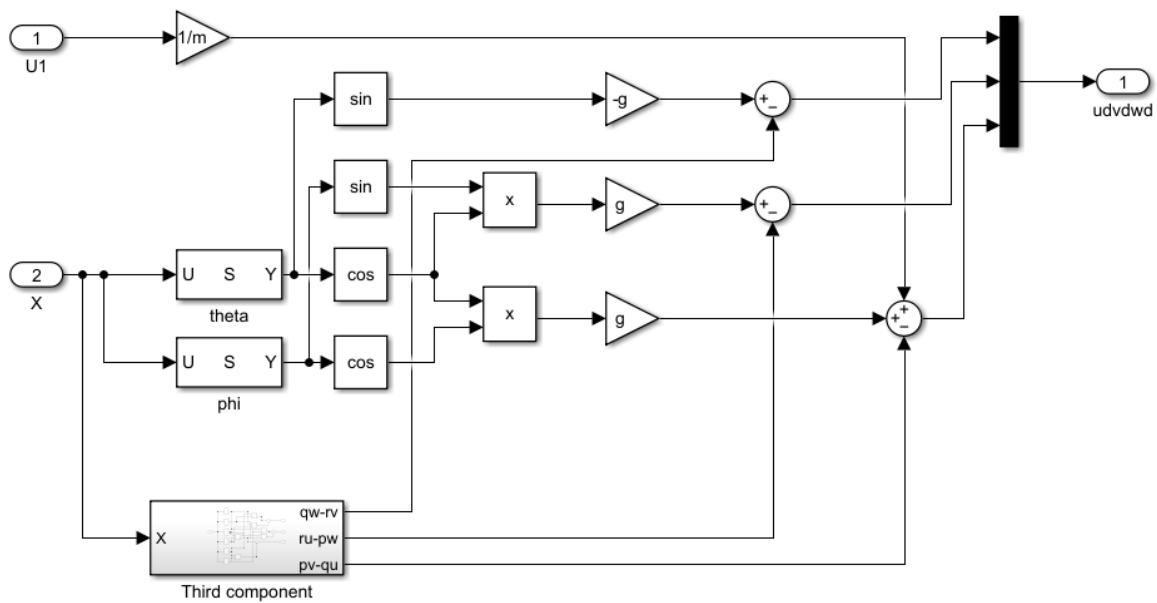 1
1/m
U1
sin
-g
+
−
1
udvdwd
sin
x
g
+
−
2
X
U S Y
theta
cos
x
g
+
+
−
U S Y
phi
cos
X
qw-rv
ru-pw
pv-qu
Third component